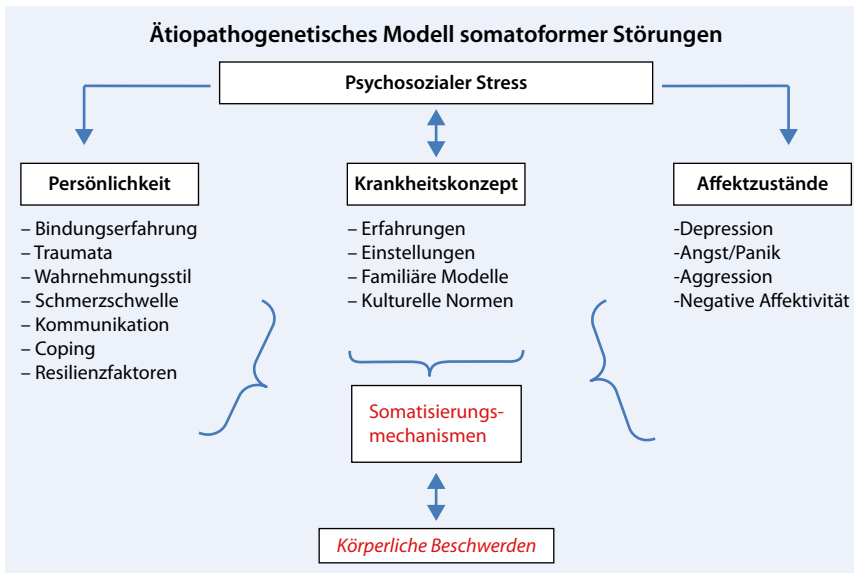 Ätiopathogenetisches Modell somatoformer Störungen
Psychosozialer Stress
Persönlichkeit
– Bindungserfahrung
– Traumata
– Wahrnehmungsstil
– Schmerzschwelle
– Kommunikation
– Coping
– Resilienzfaktoren
Krankheitskonzept
– Erfahrungen
– Einstellungen
– Familiäre Modelle
– Kulturelle Normen
Affektzustände
-Depression
-Angst/Panik
-Aggression
-Negative Affektivität
Somatisierungs-
mechanismen
Körperliche Beschwerden